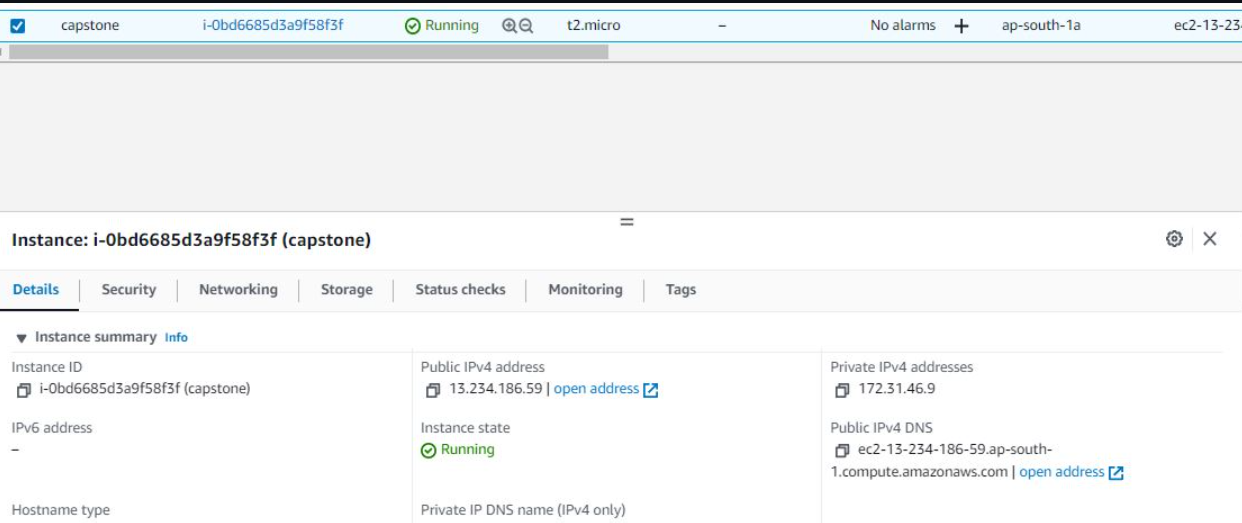 capstone i-0bd6685d3a9f58f3f Running t2.micro – No alarms + ap-south-1a ec2-13-23
Instance: i-0bd6685d3a9f58f3f (capstone)
Details Security Networking Storage Status checks Monitoring Tags
Instance summary Info
Instance ID
i-0bd6685d3a9f58f3f (capstone)
Public IPv4 address
13.234.186.59 | open address
Private IPv4 addresses
172.31.46.9
IPv6 address
–
Instance state
Running
Public IPv4 DNS
ec2-13-234-186-59.ap-south-
1.compute.amazonaws.com | open address
Hostname type
Private IP DNS name (IPv4 only)